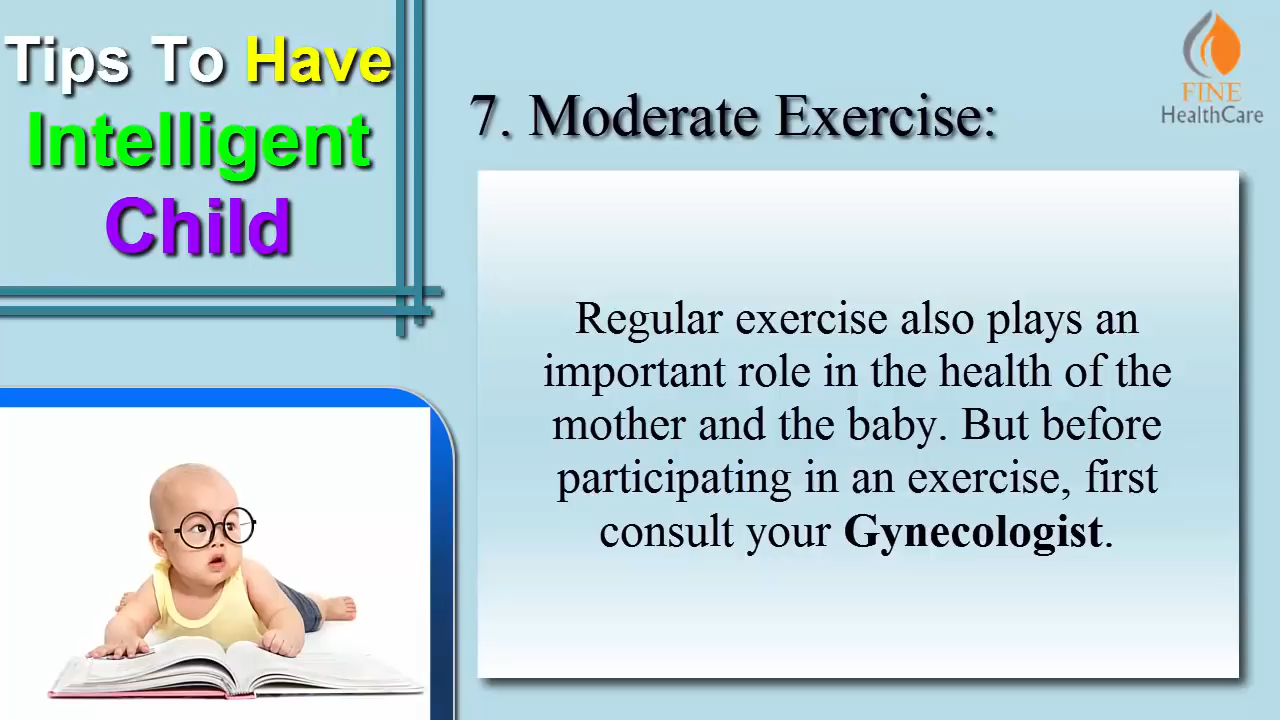 Tips To Have
Intelligent
Child
FINE
HealthCare
7. Moderate Exercise:
Regular exercise also plays an
important role in the health of the
mother and the baby. But before
participating in an exercise, first
consult your Gynecologist.